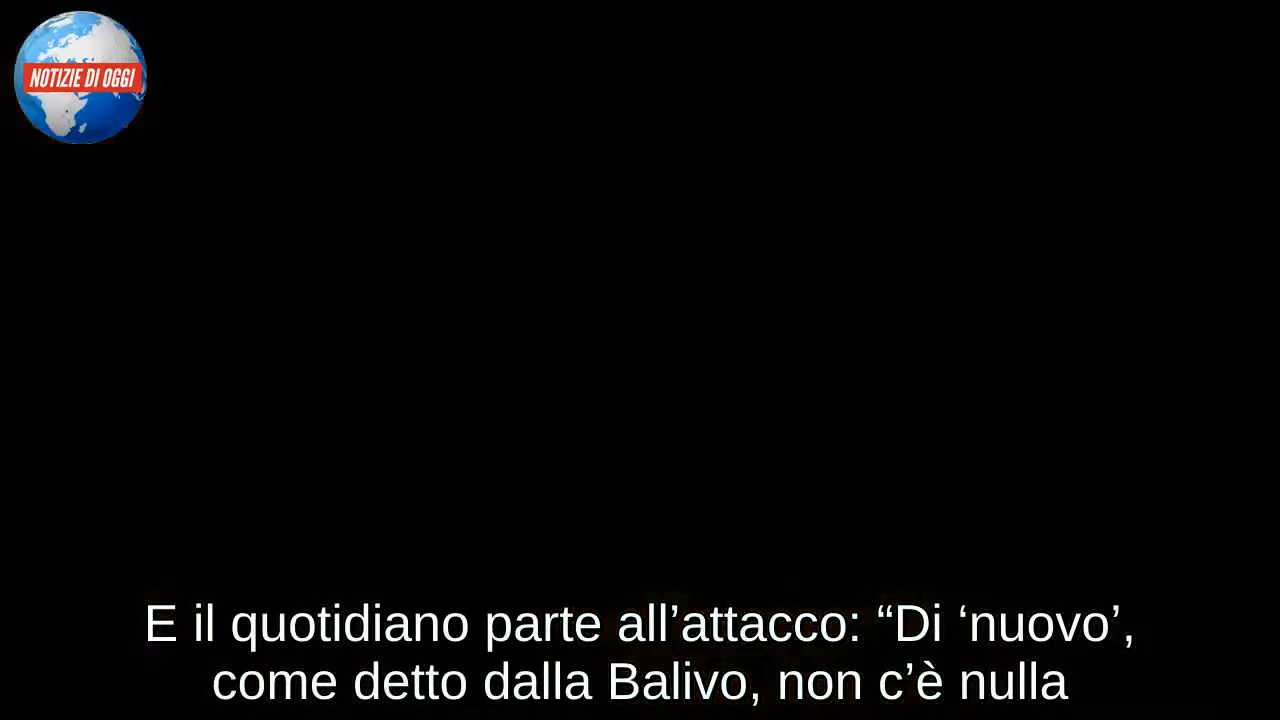 NOTIZIE DI OGGI
E il quotidiano parte all’attacco: “Di ‘nuovo’,
come detto dalla Balivo, non c’è nulla